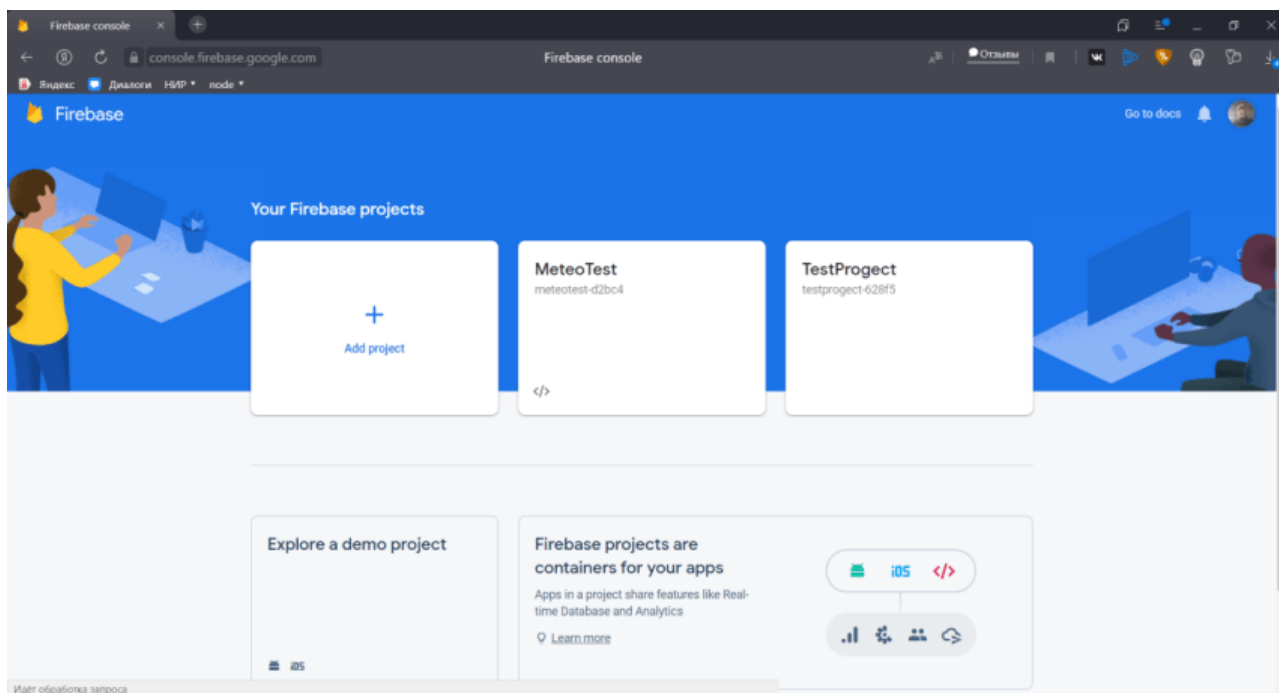 Firebase console
console.firebase.google.com
Firebase console
Отзывы
Яндекс Диалоги НИР node
Firebase
Go to docs
Your Firebase projects
Add project
MeteoTest
meteotest-d2bc4
</>
TestProgect
testprogect-628f5
Explore a demo project
iOS
Firebase projects are
containers for your apps
Apps in a project share features like Real-
time Database and Analytics
Learn more
iOS </>
Идёт обработка запроса